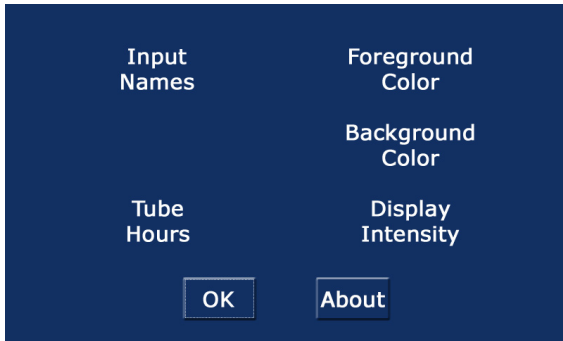 Input
Names
Foreground
Color
Background
Color
Tube
Hours
Display
Intensity
OK
About